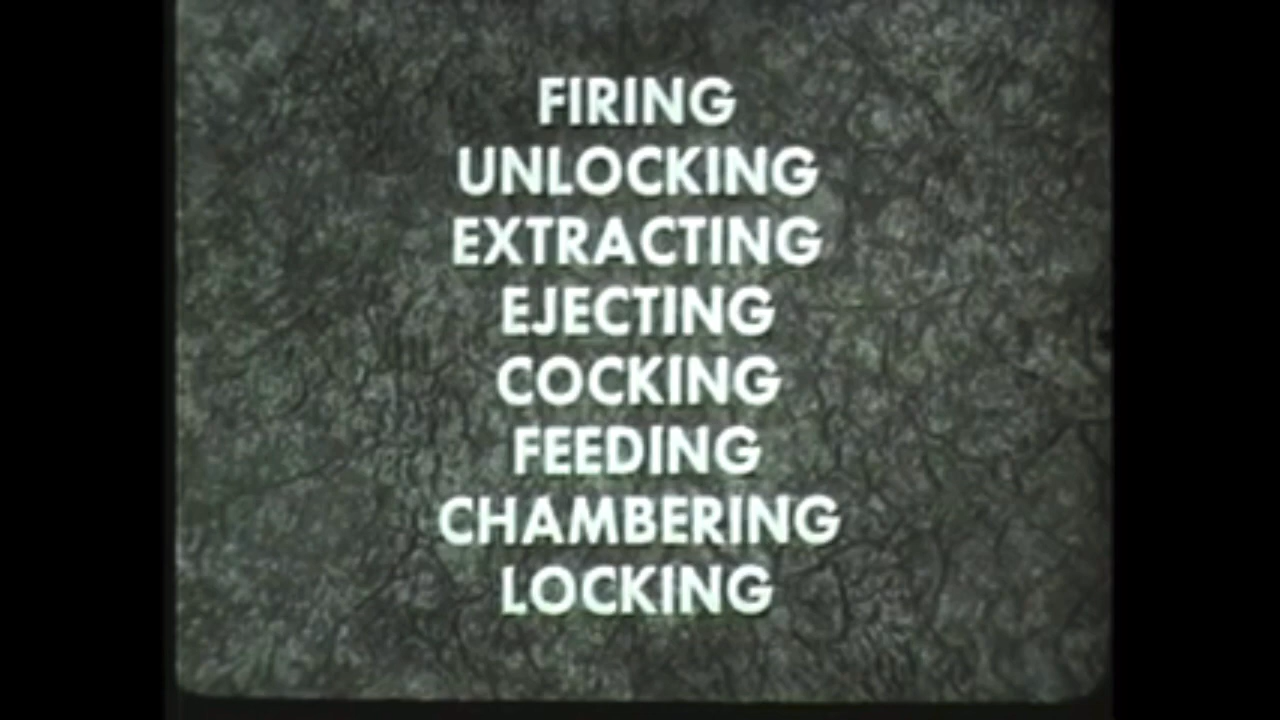 FIRING
UNLOCKING
EXTRACTING
EJECTING
COCKING
FEEDING
CHAMBERING
LOCKING